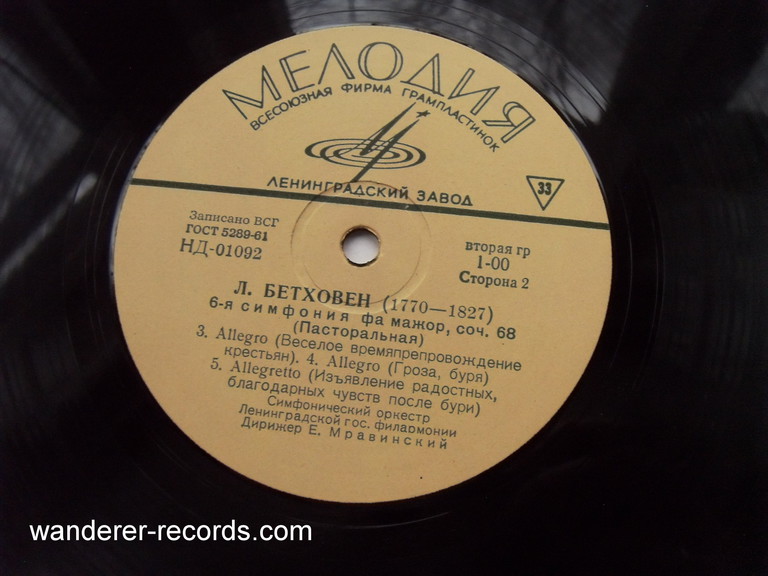 МЕЛОДИЯ
ВСЕСОЮЗНАЯ ФИРМА ГРАМПЛАСТИНОК
ЛЕНИНГРАДСКИЙ ЗАВОД
33
Записано ВСГ
ГОСТ 5289-61
НД-01092
вторая гр
1-00
Сторона 2
Л. БЕТХОВЕН (1770—1827)
6-я симфония фа мажор, соч. 68
(Пасторальная)
3. Allegro (Веселое времяпрепровождение
крестьян). 4. Allegro (Гроза, буря)
5. Allegretto (Изъявление радостных,
благодарных чувств после бури)
Симфонический оркестр
Ленинградской гос. филармонии
Дирижер Е. Мравинский
wanderer-records.com